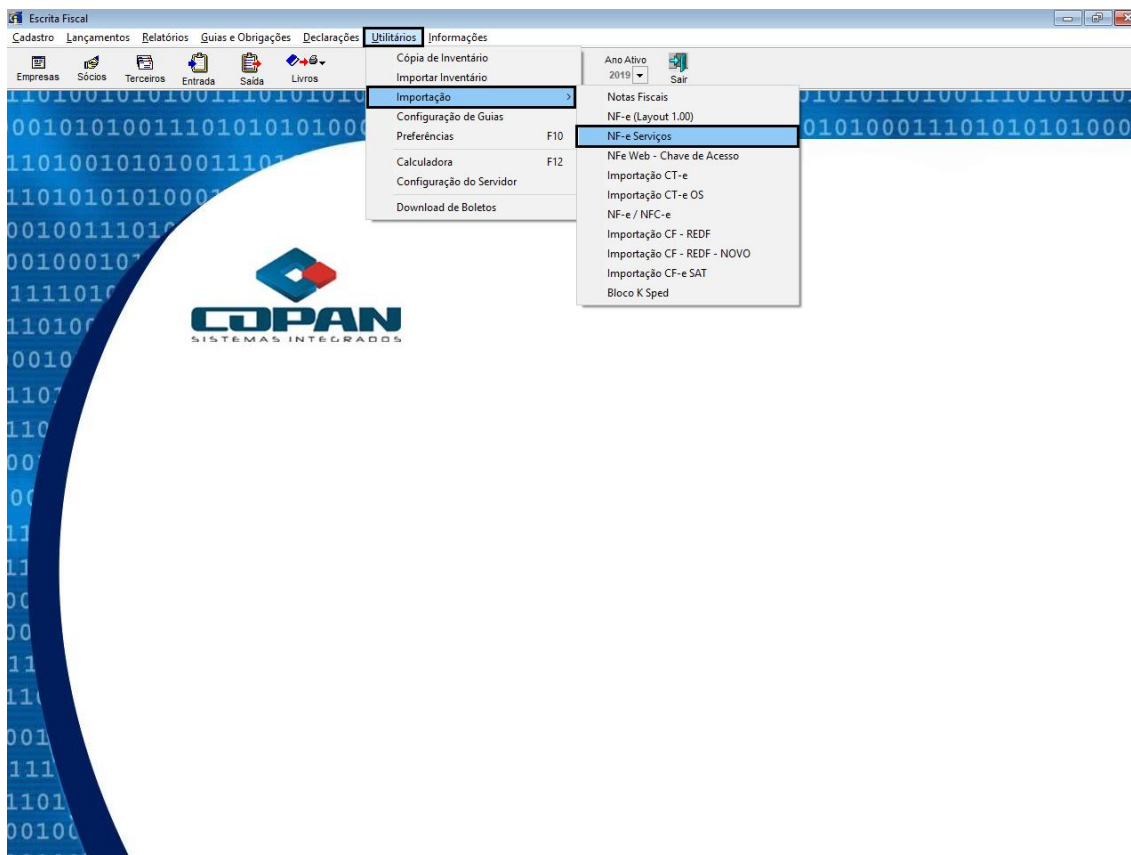 Escrita Fiscal
Cadastro Lançamentos Relatórios Guias e Obrigações Declarações Utilitários Informações
Empresas Sócios Terceiros Entrada Saída Livros
Ano Ativo
2019
Sair
Cópia de Inventário
Importar Inventário
Importação
Configuração de Guias
Preferências F10
Calculadora F12
Configuração do Servidor
Download de Boletos
Notas Fiscais
NF-e (Layout 1.00)
NF-e Serviços
NFe Web - Chave de Acesso
Importação CT-e
Importação CT-e OS
NF-e / NFC-e
Importação CF - REDF
Importação CF - REDF - NOVO
Importação CF-e SAT
Bloco K Sped
COPAN
SISTEMAS INTEGRADOS